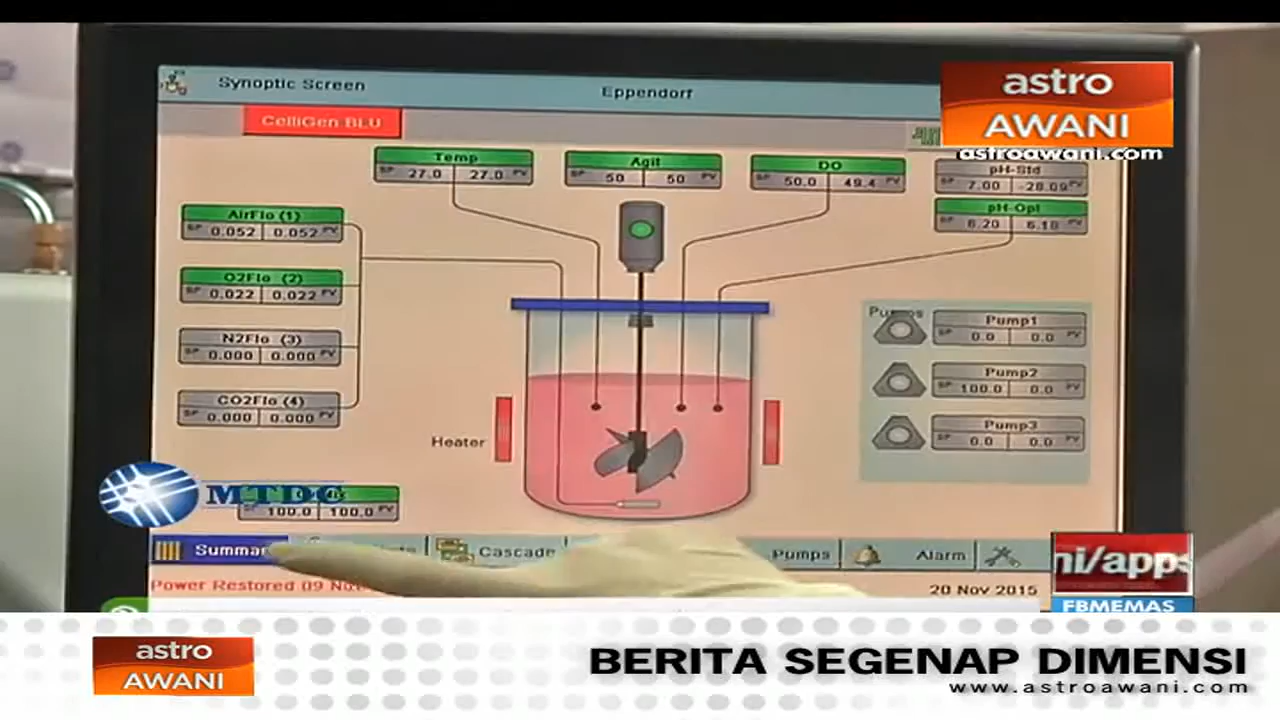 Synoptic Screen
Eppendorf
astro
AWANI
astroawani.com
CelliGen BLU
Temp
SP 27.0 27.0 PV
Agit
SP 50 50 PV
DO
SP 50.0 49.4 PV
pH-Std
SP 7.00 -28.09 PV
pH-Opt
6.20 6.18 PV
AirFlo (1)
SP 0.052 0.052 PV
O2Flo (2)
SP 0.022 0.022 PV
N2Flo (3)
SP 0.000 0.000 PV
CO2Flo (4)
SP 0.000 0.000 PV
Pumps
Pump1
SP 0.0 0.0 PV
Pump2
SP 100.0 0.0 PV
Pump3
SP 0.0 0.0 PV
Heater
MTDC
100.0 100.0 PV
Summar
Cascade
Pumps
Alarm
ni/apps
Power Restored 09 Nov
20 Nov 2015
FBMEMAS
astro
AWANI
BERITA SEGENAP DIMENSI
www.astroawani.com